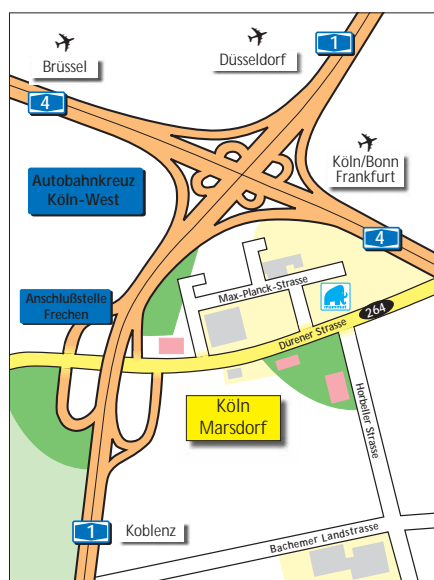 1
Brüssel
Düsseldorf
4
Köln/Bonn
Frankfurt
Autobahnkreuz
Köln-West
4
Max-Planck-Strasse
mammut
264
Anschlußstelle
Frechen
Dürener Strasse
Köln
Marsdorf
Horbeller Strasse
1
Koblenz
Bachemer Landstrasse